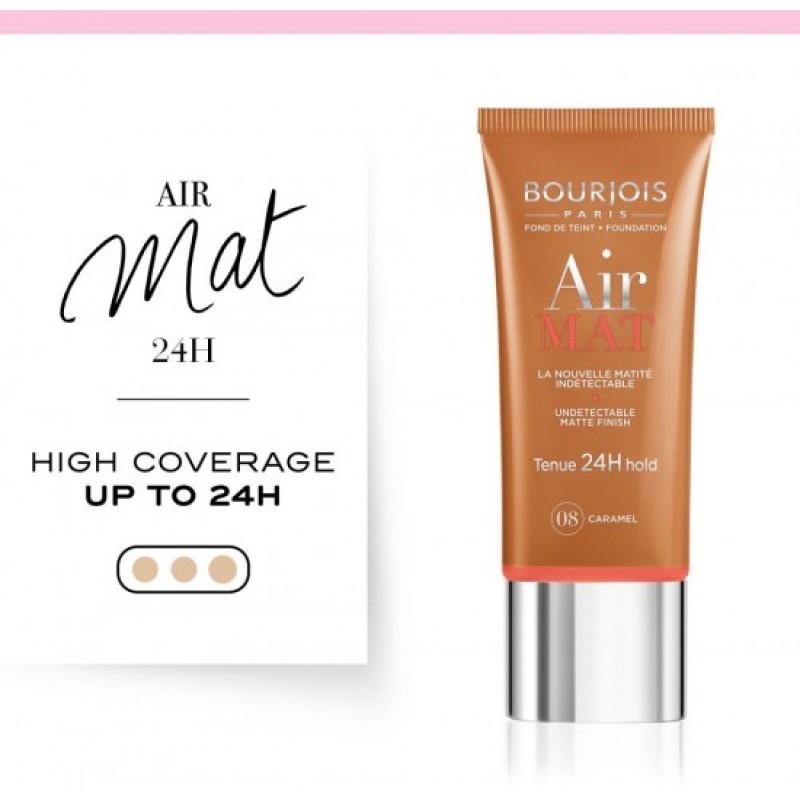 AIR
mat
24H
HIGH COVERAGE
UP TO 24H
BOURJOIS
PARIS
FOND DE TEINT • FOUNDATION
Air
MAT
LA NOUVELLE MATITÉ
INDÉTECTABLE
UNDETECTABLE
MATTE FINISH
Tenue 24H hold
08 CARAMEL